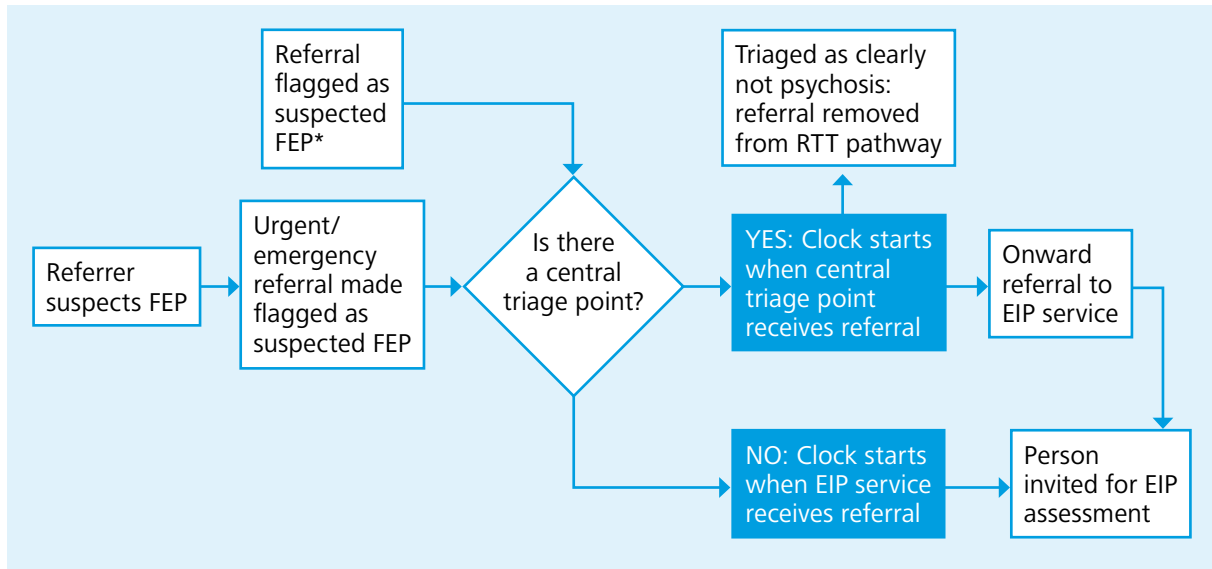 Referral
flagged as
suspected
FEP*
Triaged as clearly
not psychosis:
referral removed
from RTT pathway
Referrer
suspects FEP
Urgent/
emergency
referral made
flagged as
suspected FEP
Is there
a central
triage point?
YES: Clock starts
when central
triage point
receives referral
Onward
referral to
EIP service
NO: Clock starts
when EIP service
receives referral
Person
invited for EIP
assessment